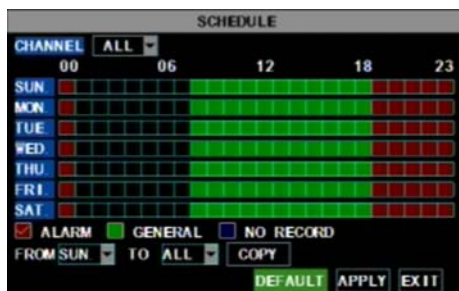 SCHEDULE
CHANNEL ALL
00 06 12 18 23
SUN.
MON.
TUE.
WED.
THU.
FRI.
SAT.
ALARM GENERAL NO RECORD
FROM SUN. TO ALL COPY
DEFAULT APPLY EXIT